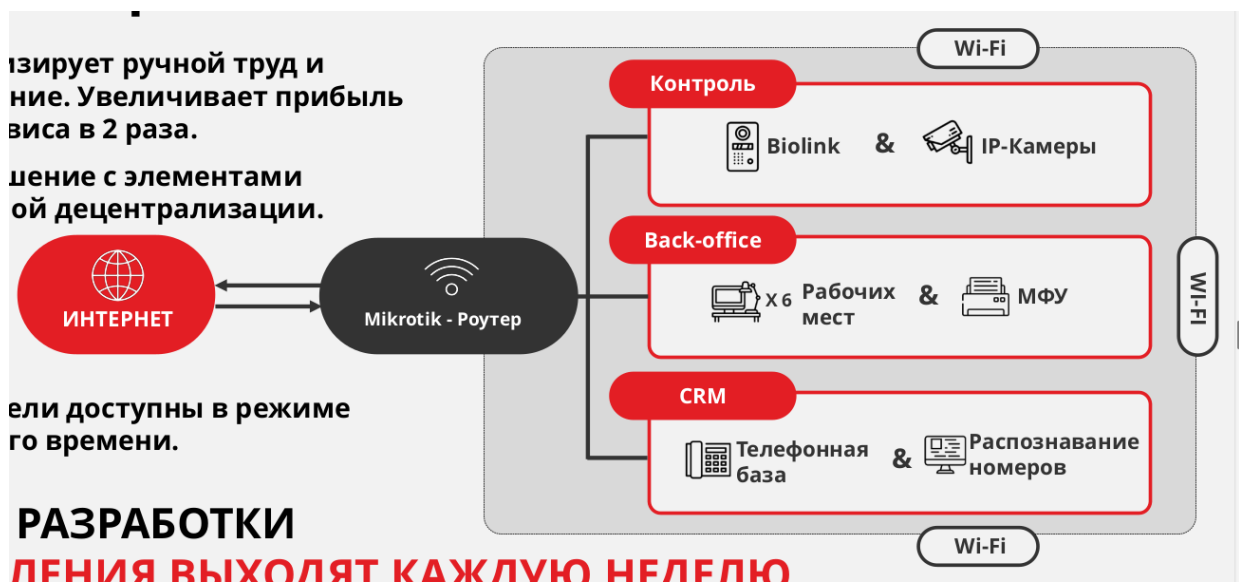 изирует ручной труд и
ние. Увеличивает прибыль
виса в 2 раза.
шение с элементами
ой децентрализации.
ИНТЕРНЕТ
Mikrotik - Роутер
Wi-Fi
Контроль
Biolink & IP-Камеры
Back-office
X 6 Рабочих мест & МФУ
WI-FI
CRM
Телефонная база & Распознавание номеров
Wi-Fi
ели доступны в режиме
го времени.
РАЗРАБОТКИ
ЛЕНИЯ ВЫХОДЯТ КАЖДУЮ НЕДЕЛЮ